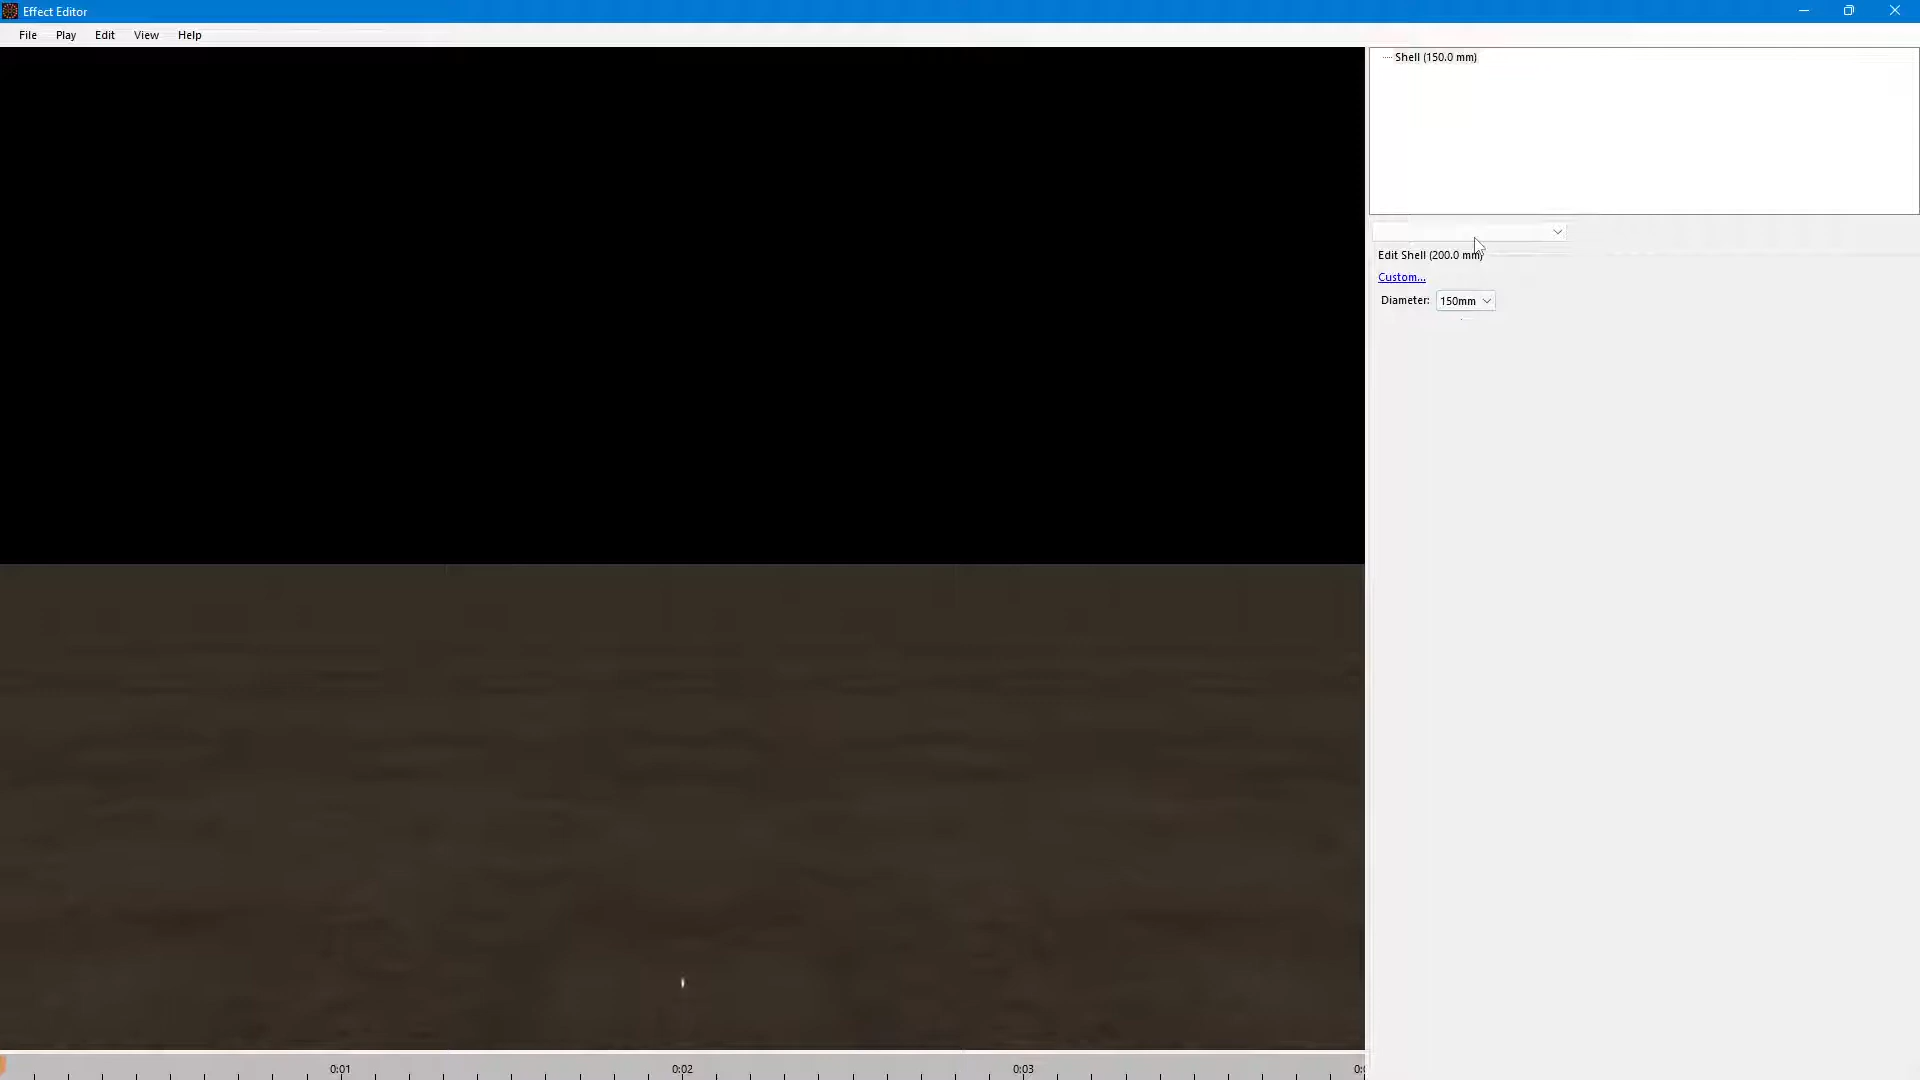 Effect Editor
File Play Edit View Help
Shell (150.0 mm)
Edit Shell (200.0 mm)
Custom...
Diameter: 150mm
0:01 0:02 0:03